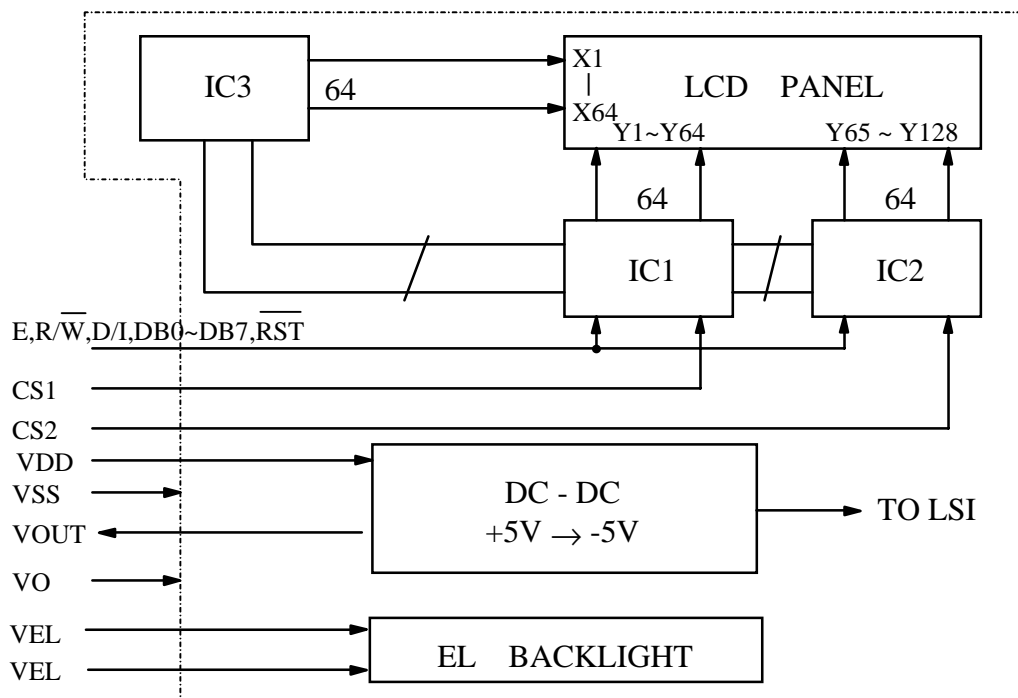 IC3
64
X1
|
X64
LCD PANEL
Y1~Y64
Y65 ~ Y128
64
64
IC1
IC2
E,R/W̅,D/I,DB0~DB7,R̅S̅T̅
CS1
CS2
VDD
VSS
VOUT
VO
DC - DC
+5V → -5V
TO LSI
VEL
VEL
EL BACKLIGHT